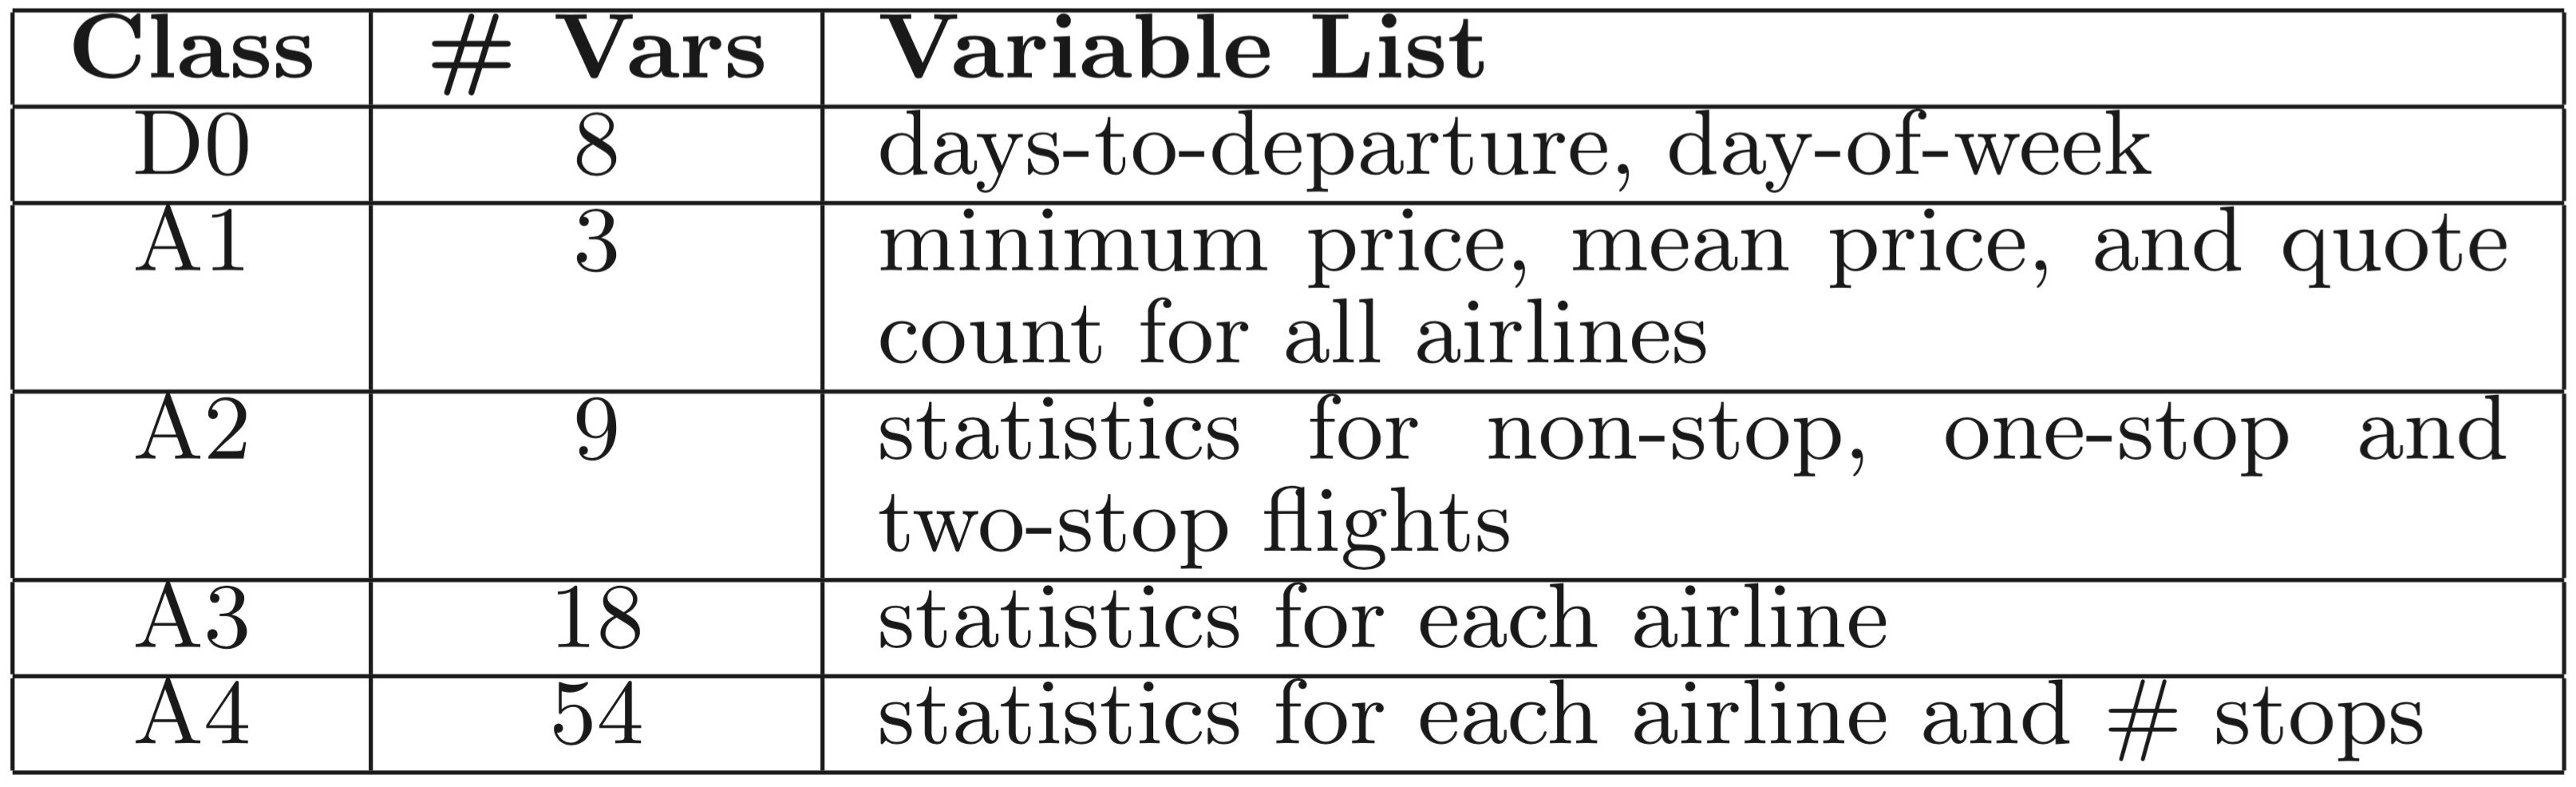 Class # Vars Variable List
D0 8 days-to-departure, day-of-week
A1 3 minimum price, mean price, and quote
count for all airlines
A2 9 statistics for non-stop, one-stop and
two-stop flights
A3 18 statistics for each airline
A4 54 statistics for each airline and # stops